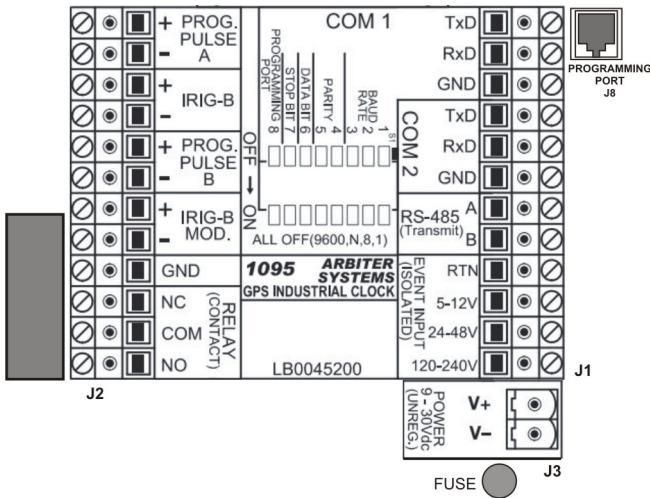 + PROG.
PULSE
- A
+ IRIG-B
-
+ PROG.
PULSE
- B
+ IRIG-B
- MOD.
GND
NC
COM
NO
RELAY
(CONTACT)
J2
COM 1
PROGRAMMING
PORT
STOP BIT
DATA BIT
PARITY
BAUD
RATE
8 7 6 5 4 3 2 1
S1
OFF → ON
ALL OFF(9600,N,8,1)
1095 ARBITER
SYSTEMS
GPS INDUSTRIAL CLOCK
LB0045200
TxD
RxD
GND
COM 2
TxD
RxD
GND
RS-485 A
(Transmit) B
EVENT INPUT
(ISOLATED)
RTN
5-12V
24-48V
120-240V
J1
PROGRAMMING
PORT
J8
POWER
9 - 30Vdc
(UNREG.)
V+
V-
J3
FUSE